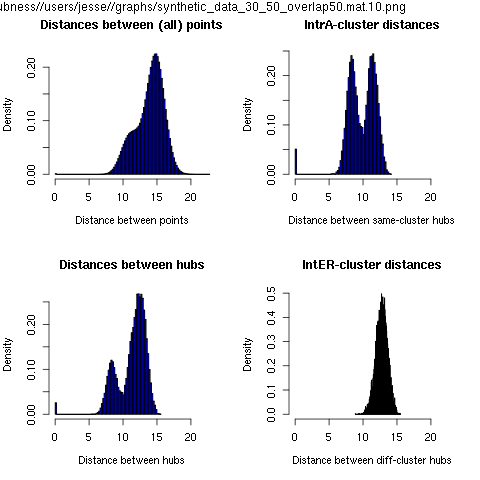 ubness//users/jesse//graphs/synthetic_data_30_50_overlap50.mat.10.png
Distances between (all) points
Density
0.00 0.10 0.20
0 5 10 15 20
Distance between points
IntrA-cluster distances
Density
0.00 0.10 0.20
0 5 10 15 20
Distance between same-cluster hubs
Distances between hubs
Density
0.00 0.10 0.20
0 5 10 15 20
Distance between hubs
IntER-cluster distances
Density
0.0 0.1 0.2 0.3 0.4 0.5
0 5 10 15 20
Distance between diff-cluster hubs